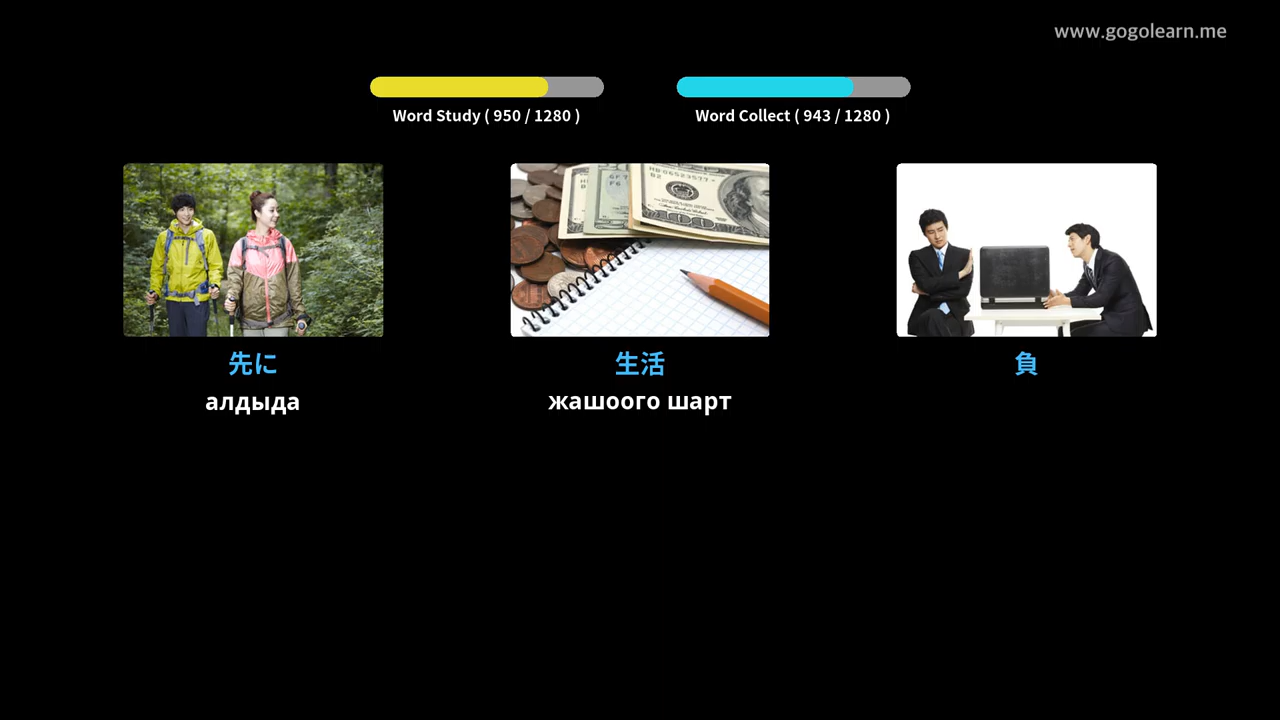 www.gogolearn.me
Word Study ( 950 / 1280 )
Word Collect ( 943 / 1280 )
先に
алдыда
生活
жашоого шарт
負